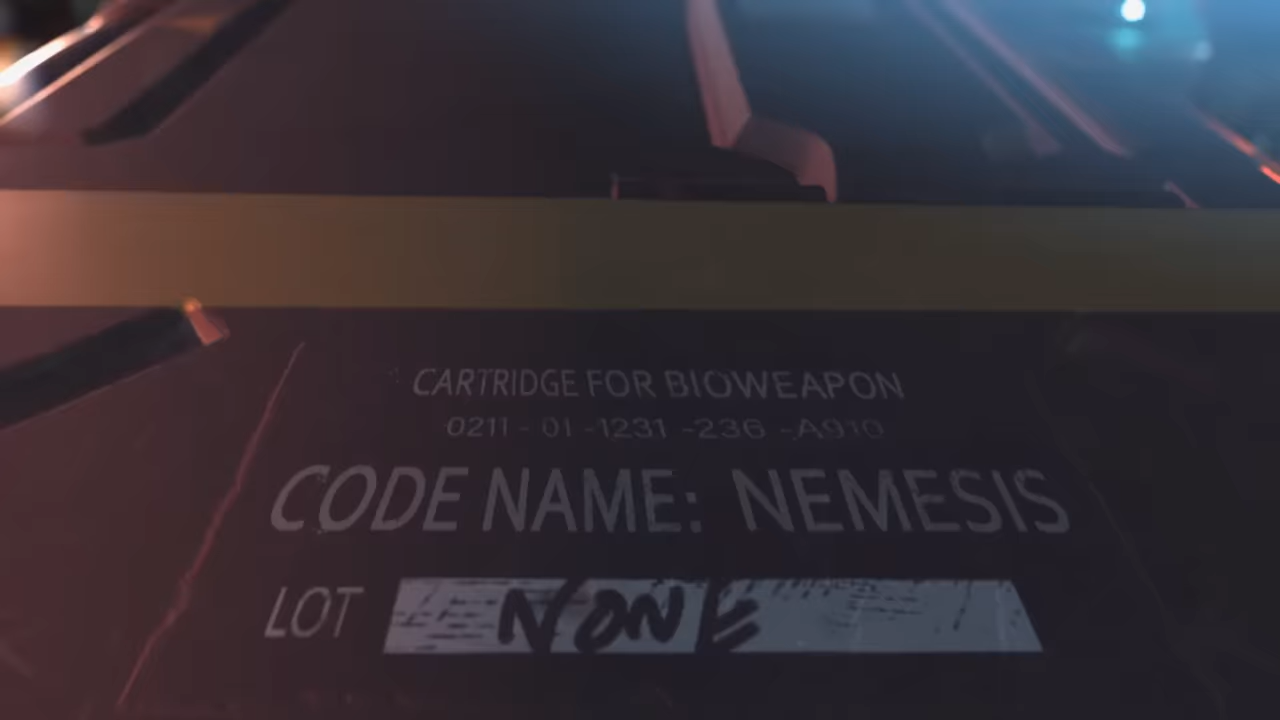 CARTRIDGE FOR BIOWEAPON
0211 - 01 -1231 -236 -A910
CODE NAME: NEMESIS
LOT NONE